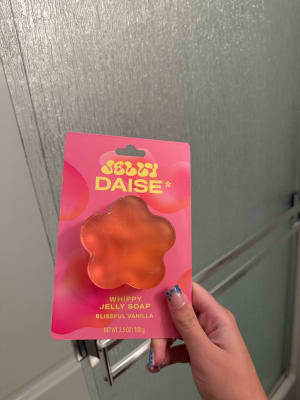 JELLY
DAISE*
WHIPPY
JELLY SOAP
BLISSFUL VANILLA
NET WT 3.5 OZ / 100 g